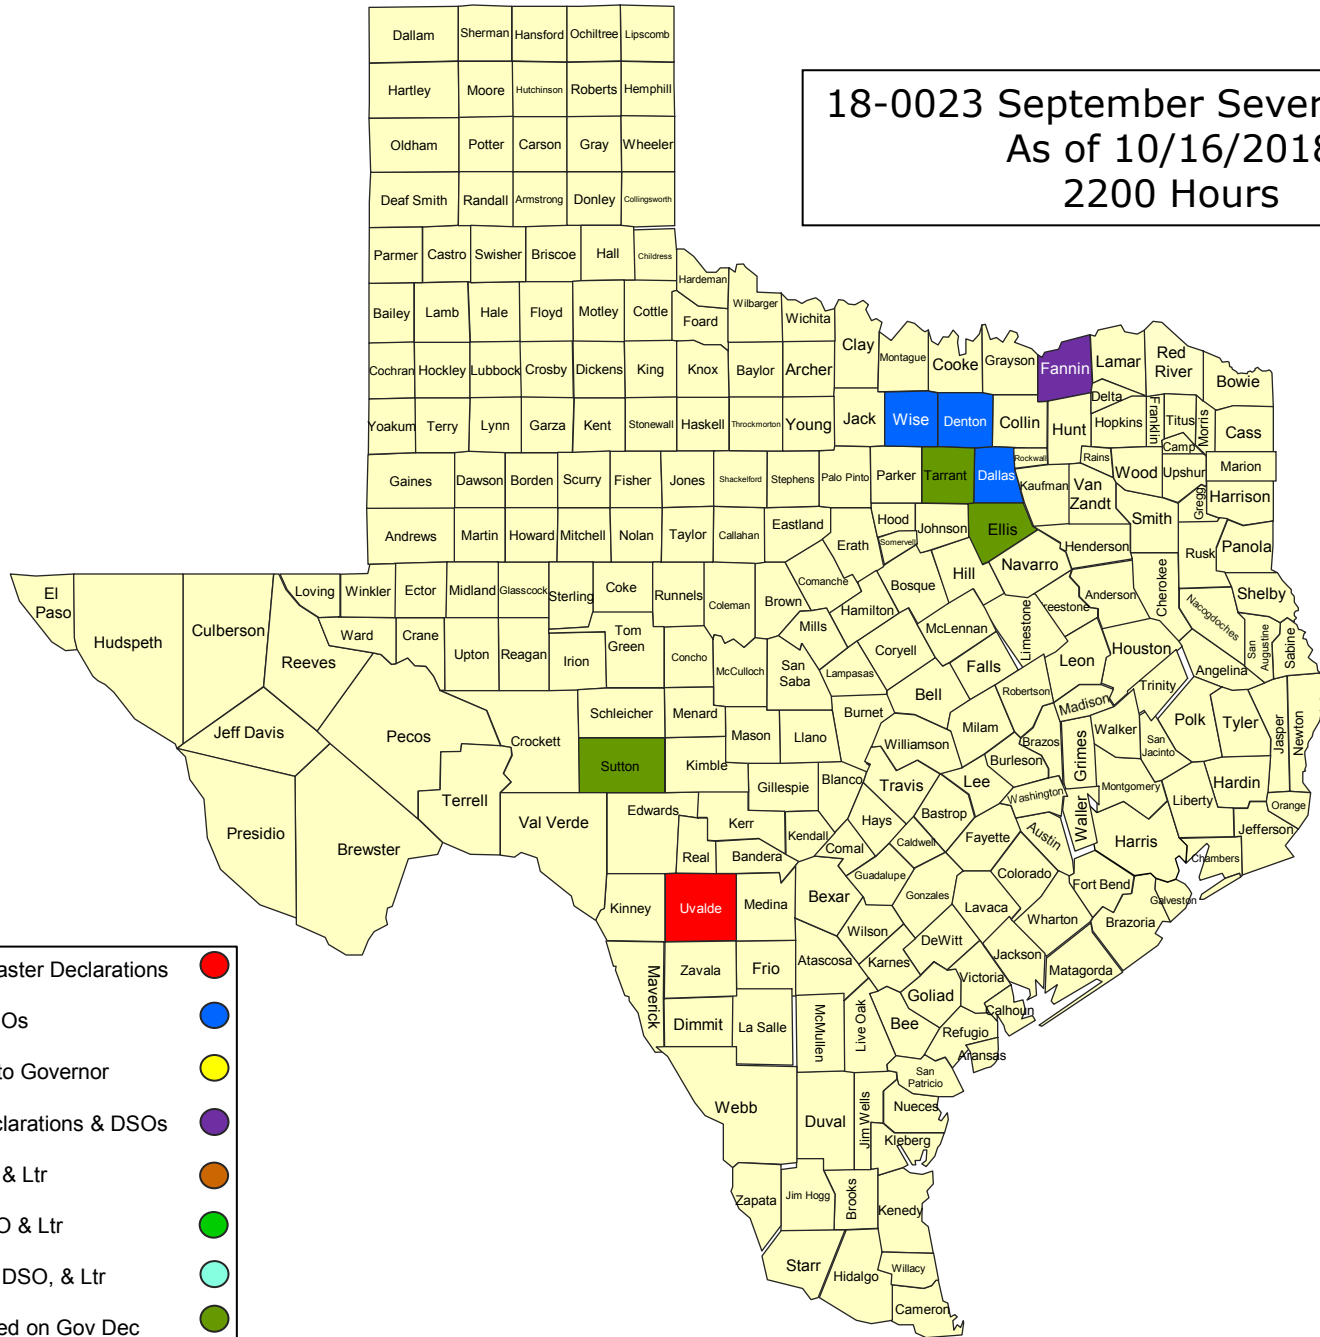 Dallam Sherman Hansford Ochiltree Lipscomb
Hartley Moore Hutchinson Roberts Hemphill
18-0023 September Sever
As of 10/16/2018
2200 Hours
Oldham Potter Carson Gray Wheeler
Deaf Smith Randall Armstrong Donley Collingsworth
Parmer Castro Swisher Briscoe Hall Childress
Hardeman
Bailey Lamb Hale Floyd Motley Cottle Foard Wilbarger Wichita
Clay Montague Cooke Grayson Fannin Lamar Red
River Bowie
Cochran Hockley Lubbock Crosby Dickens King Knox Baylor Archer
Delta
Yoakum Terry Lynn Garza Kent Stonewall Haskell Throckmorton Young Jack Wise Denton Collin Hunt Hopkins Franklin Titus Morris Cass
Camp
Rockwall Rains Wood Upshur Marion
Gaines Dawson Borden Scurry Fisher Jones Shackelford Stephens Palo Pinto Parker Tarrant Dallas Kaufman Van
Zandt Gregg Harrison
Andrews Martin Howard Mitchell Nolan Taylor Callahan Eastland Erath Hood Somervell Johnson Ellis Henderson Smith Rusk Panola
El
Paso Hudspeth Culberson Loving Winkler Ector Midland Glasscock Sterling Coke Runnels Coleman Brown Comanche Hamilton Bosque Hill Navarro Freestone Anderson Cherokee Nacogdoches Shelby
Ward Crane Upton Reagan Irion Tom
Green Concho McCulloch San
Saba Mills Lampasas Coryell McLennan Limestone Falls Leon Houston Angelina San
Augustine Sabine
Reeves Jeff Davis Pecos Crockett Schleicher Menard Mason Llano Burnet Bell Milam Robertson Madison Trinity Walker San
Jacinto Polk Tyler Jasper Newton
Sutton Kimble Gillespie Blanco Williamson Travis Lee Burleson Brazos Grimes Washington Montgomery Liberty Hardin Orange
Presidio Brewster Terrell Val Verde Edwards Kerr Real Bandera Kendall Comal Hays Caldwell Bastrop Fayette Austin Waller Harris Chambers Jefferson
Kinney Uvalde Medina Bexar Guadalupe Gonzales Lavaca Colorado Wharton Fort Bend Brazoria Galveston
Maverick Zavala Frio Atascosa Wilson Karnes DeWitt Victoria Jackson Matagorda
Dimmit La Salle McMullen Live Oak Bee Goliad Refugio Calhoun Aransas
San
Patricio
Webb Duval Jim Wells Nueces Kleberg
Zapata Jim Hogg Brooks Kenedy
Starr Hidalgo Willacy
Cameron
aster Declarations
Os
to Governor
clarations & DSOs
& Ltr
O & Ltr
DSO, & Ltr
ed on Gov Dec